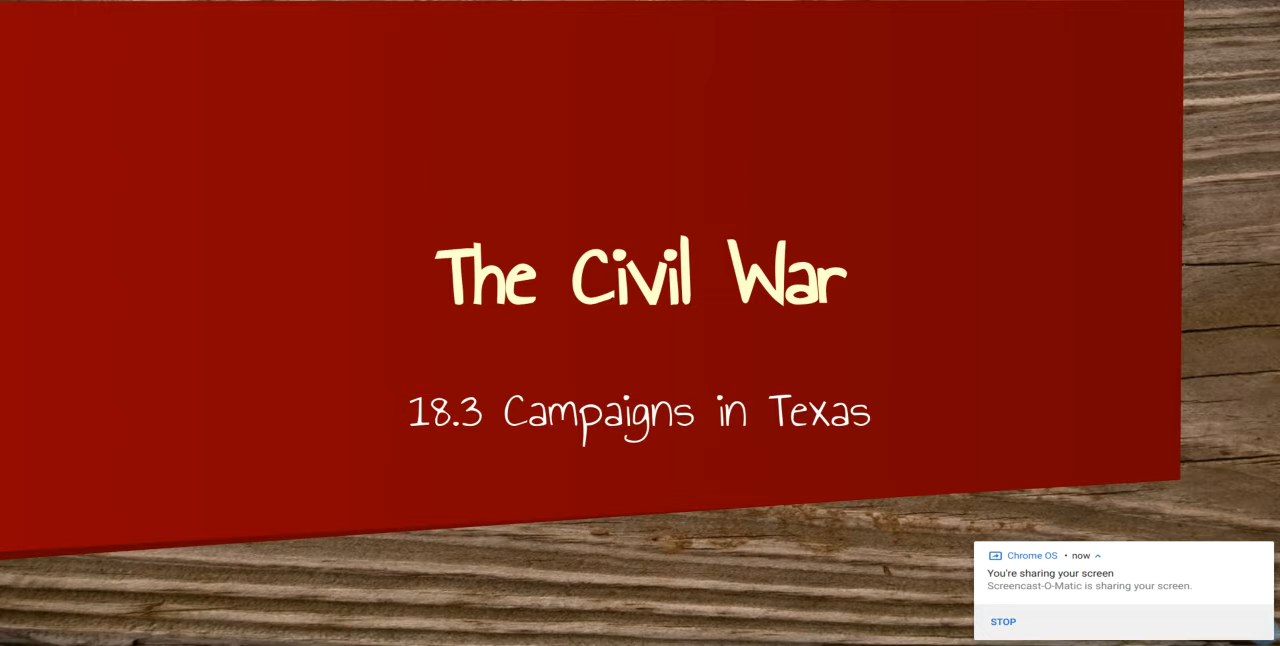 The Civil War
18.3 Campaigns in Texas
Chrome OS • now
You're sharing your screen
Screencast-O-Matic is sharing your screen.
STOP